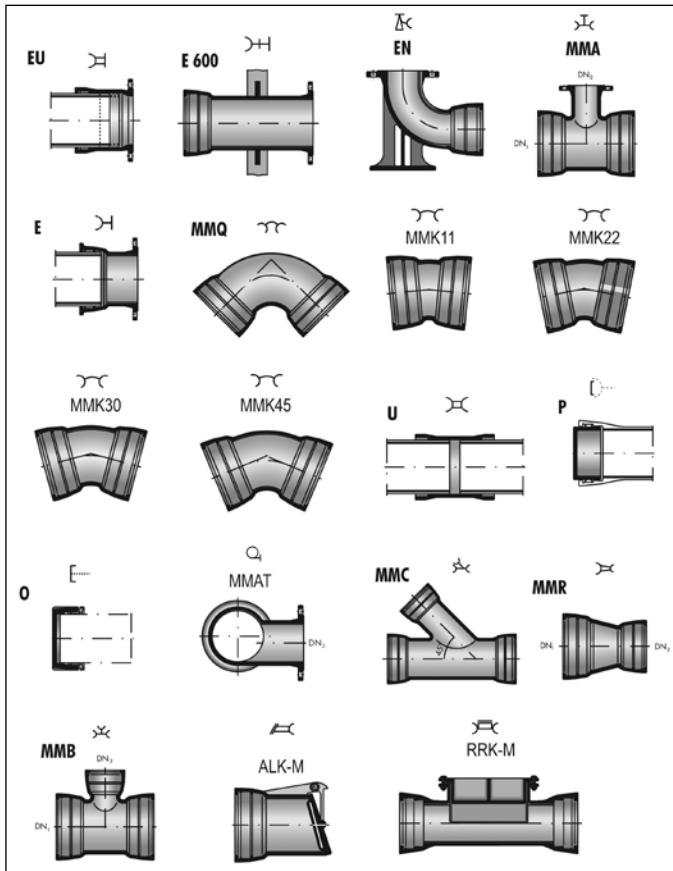 EU
E 600
EN
MMA
DN₂
DN₁
E
MMQ
MMK11
MMK22
MMK30
MMK45
U
P
O
MMAT
DN₂
MMC
45°
MMR
DN₁
DN₂
MMB
DN₂
DN₁
ALK-M
RRK-M